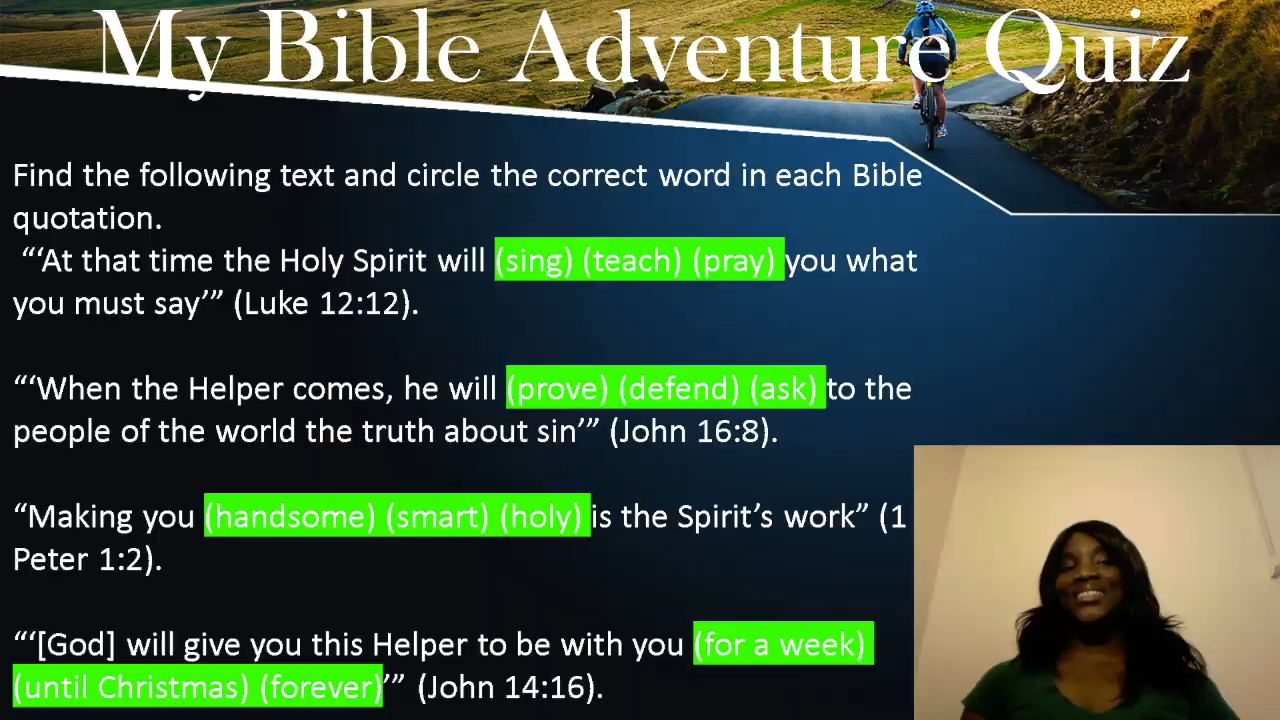 My Bible Adventure Quiz
Find the following text and circle the correct word in each Bible
quotation.
“‘At that time the Holy Spirit will (sing) (teach) (pray) you what
you must say’” (Luke 12:12).
“‘When the Helper comes, he will (prove) (defend) (ask) to the
people of the world the truth about sin’” (John 16:8).
“Making you (handsome) (smart) (holy) is the Spirit’s work” (1
Peter 1:2).
“‘[God] will give you this Helper to be with you (for a week)
(until Christmas) (forever)’” (John 14:16).